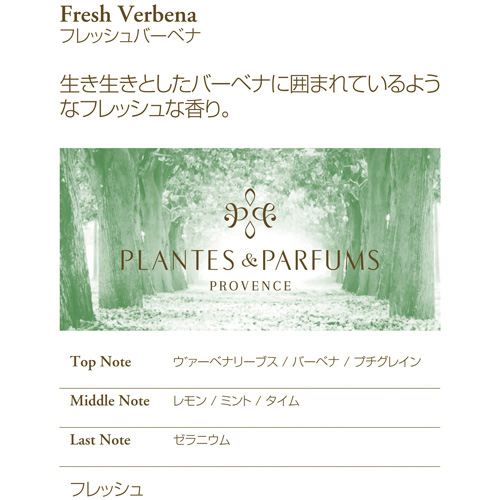 Fresh Verbena
フレッシュバーベナ
生き生きとしたバーベナに囲まれているよう
なフレッシュな香り。
PLANTES & PARFUMS
PROVENCE
Top Note ヴァーベナリーブス / バーベナ / プチグレイン
Middle Note レモン / ミント / タイム
Last Note ゼラニウム
フレッシュ